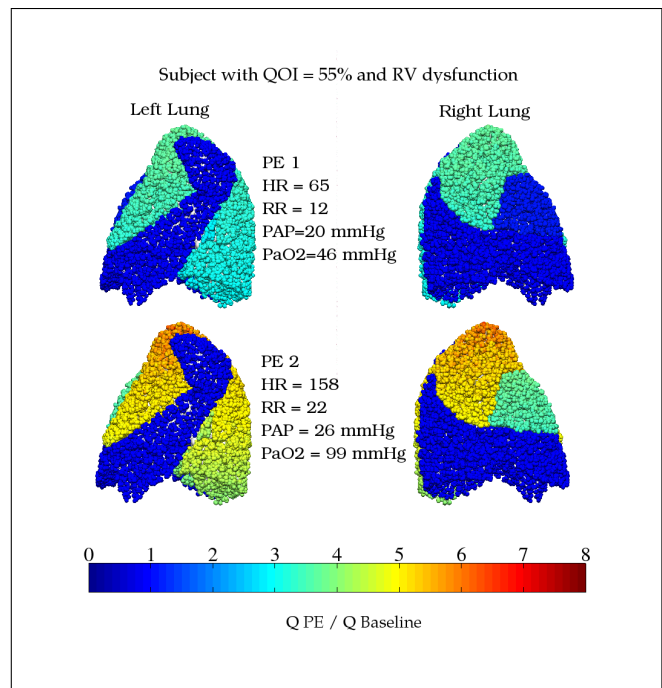 Subject with QOI = 55% and RV dysfunction
Left Lung
Right Lung
PE 1
HR = 65
RR = 12
PAP=20 mmHg
PaO2=46 mmHg
PE 2
HR = 158
RR = 22
PAP = 26 mmHg
PaO2 = 99 mmHg
0 1 2 3 4 5 6 7 8
Q PE / Q Baseline